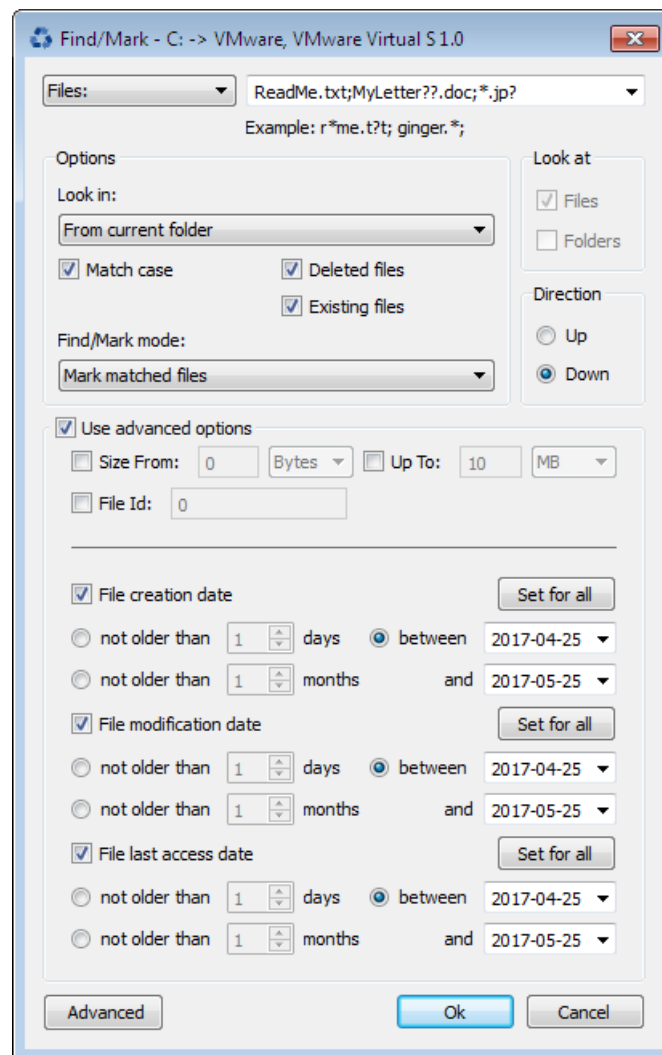 Find/Mark - C: -> VMware, VMware Virtual S1.0
Files: ReadMe.txt;MyLetter??.doc;*.jp?
Example: r*me.t?t; ginger.*;
Options
Look in:
From current folder
Match case Deleted files
Existing files
Find/Mark mode:
Mark matched files
Look at
Files
Folders
Direction
Up
Down
Use advanced options
Size From: 0 Bytes Up To: 10 MB
File Id: 0
File creation date Set for all
not older than 1 days between 2017-04-25
not older than 1 months and 2017-05-25
File modification date Set for all
not older than 1 days between 2017-04-25
not older than 1 months and 2017-05-25
File last access date Set for all
not older than 1 days between 2017-04-25
not older than 1 months and 2017-05-25
Advanced Ok Cancel